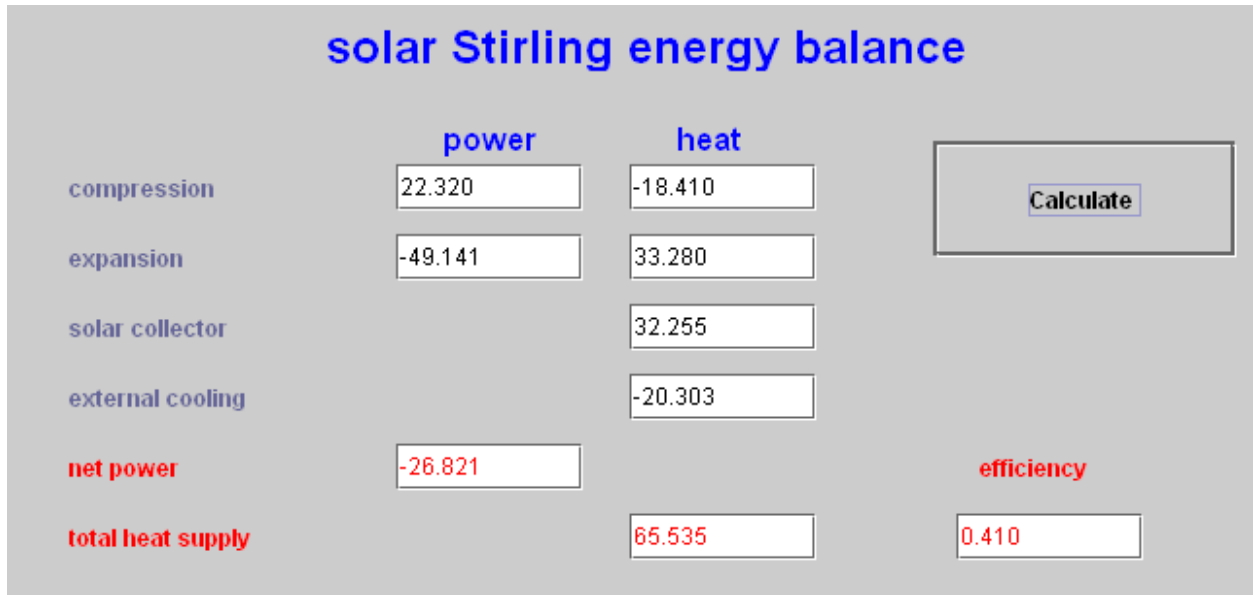 solar Stirling energy balance
power heat
compression 22.320 -18.410
Calculate
expansion -49.141 33.280
solar collector 32.255
external cooling -20.303
net power -26.821 efficiency
total heat supply 65.535 0.410